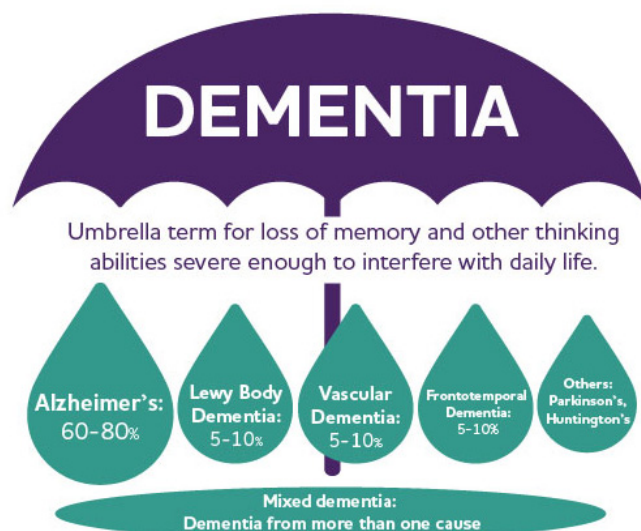 DEMENTIA
Umbrella term for loss of memory and other thinking
abilities severe enough to interfere with daily life.
Alzheimer's:
60-80%
Lewy Body
Dementia:
5-10%
Vascular
Dementia:
5-10%
Frontotemporal
Dementia:
5-10%
Others:
Parkinson's,
Huntington's
Mixed dementia:
Dementia from more than one cause